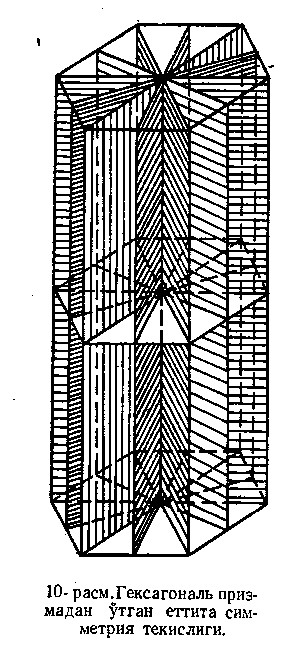 10- расм. Гексагональ приз-
мадан ўтган еттита сим-
метрия текислиги.